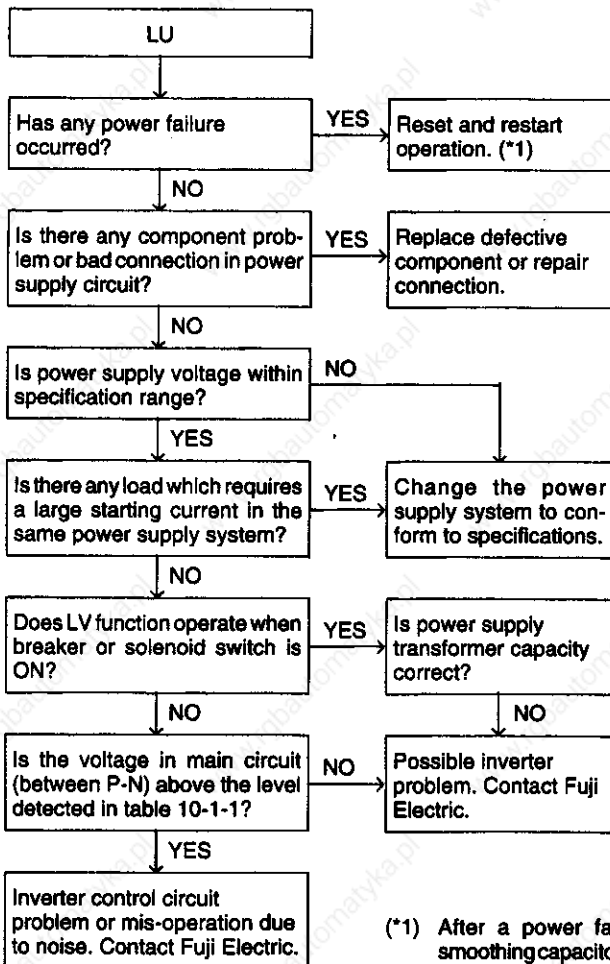 LU
Has any power failure
occurred?
YES
Reset and restart
operation. (*1)
NO
Is there any component prob-
lem or bad connection in power
supply circuit?
YES
Replace defective
component or repair
connection.
NO
Is power supply voltage within
specification range?
NO
YES
Is there any load which requires
a large starting current in the
same power supply system?
YES
Change the power
supply system to con-
form to specifications.
NO
Does LV function operate when
breaker or solenoid switch is
ON?
YES
Is power supply
transformer capacity
correct?
NO
NO
Is the voltage in main circuit
(between P-N) above the level
detected in table 10-1-1?
NO
Possible inverter
problem. Contact Fuji
Electric.
YES
Inverter control circuit
problem or mis-operation due
to noise. Contact Fuji Electric.
(*1) After a power fa
smoothing capacito
www.rgbautomatyka.pl